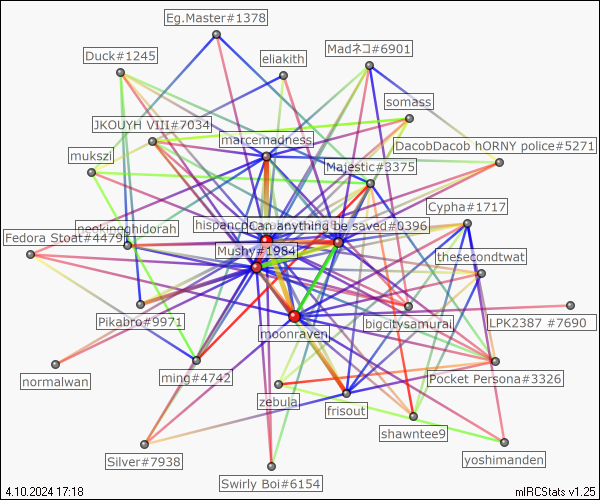 Eg.Master#1378
Madネコ#6901
Duck#1245
eliakith
somass
JKOUYH VIII#7034
marcemadness
DacobDacob hORNY police#5271
mukszi
Majestic#3375
Cypha#1717
neokingghidorah
hispancp
Can anything be saved#0396
Fedora Stoat#4479
Mushy#1984
thesecondtwat
Pikabro#9971
bigcitysamurai
LPK2387 #7690
moonraven
normalwan
ming#4742
Pocket Persona#3326
zebula
frisout
shawntee9
yoshimanden
Silver#7938
Swirly Boi#6154
4.10.2024 17:18
mIRCStats v1.25